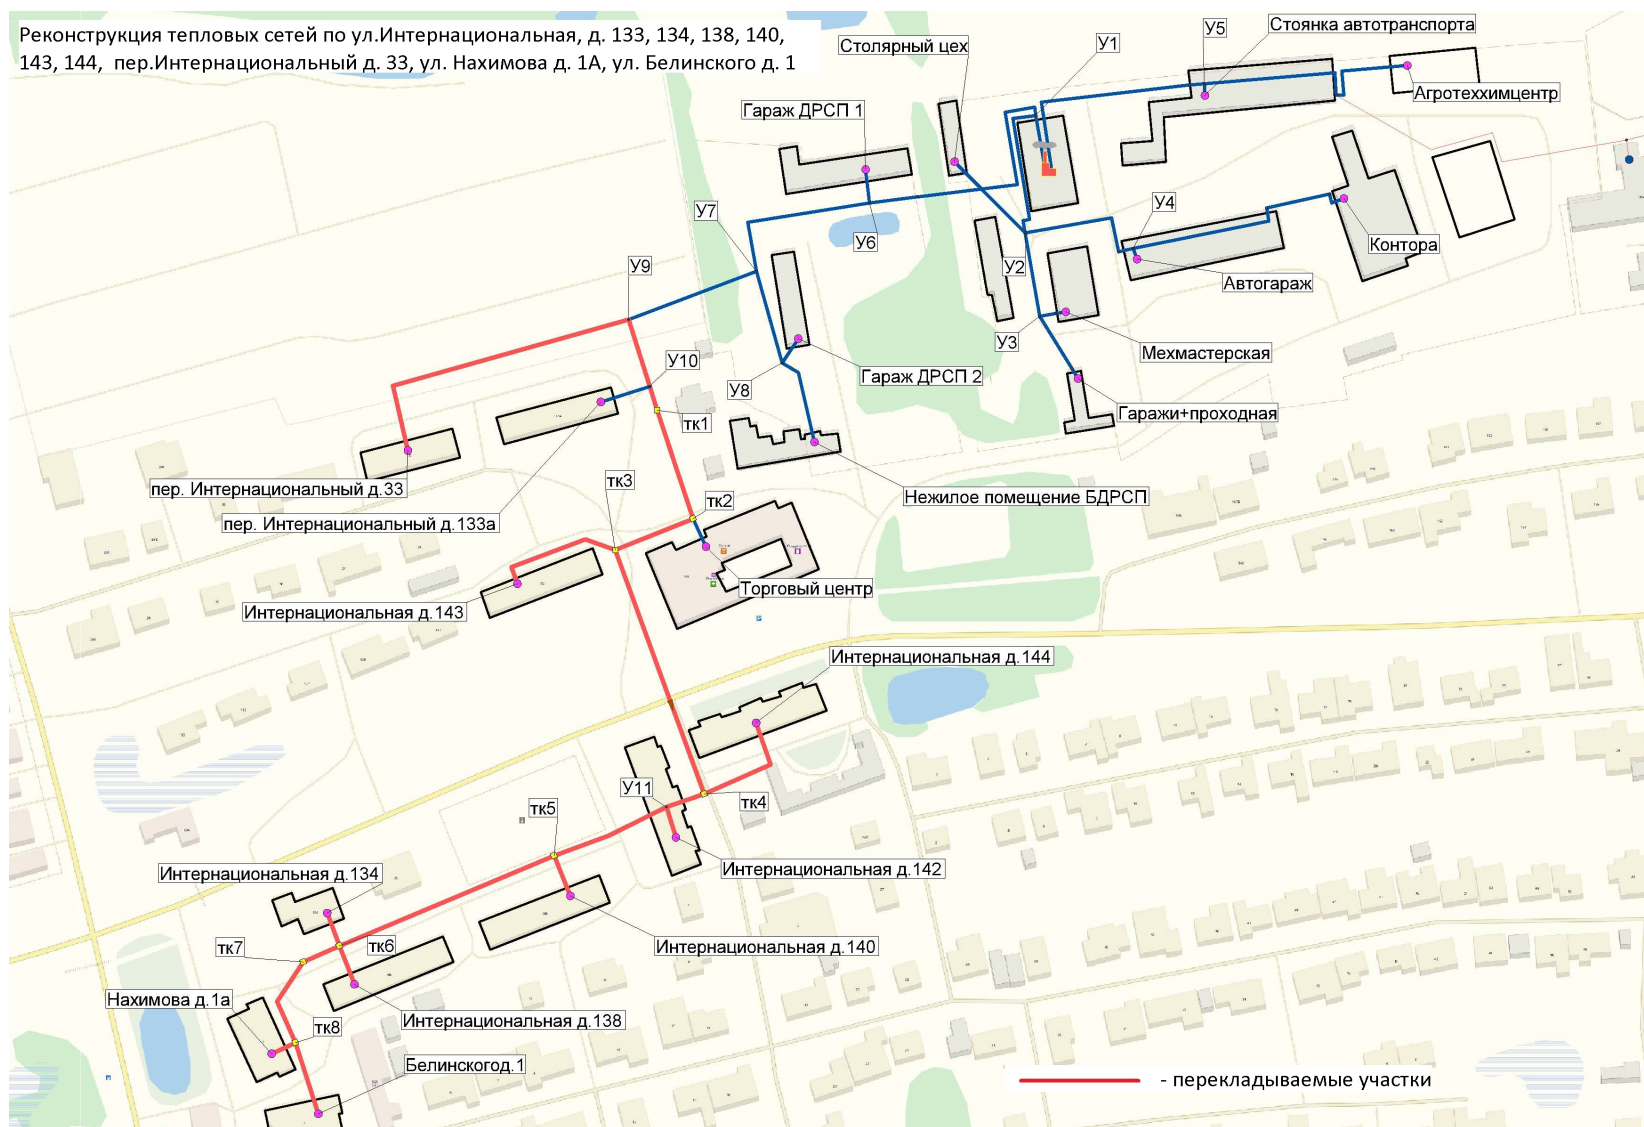 Реконструкция тепловых сетей по ул.Интернациональная, д. 133, 134, 138, 140,
143, 144, пер.Интернациональный д. 33, ул. Нахимова д. 1А, ул. Белинского д. 1
Столярный цех
У1
У5
Стоянка автотранспорта
Агротеххимцентр
Гараж ДРСП 1
У7
У6
У4
Контора
У2
Автогараж
У9
У3
Мехмастерская
У10
У8
Гараж ДРСП 2
Гаражи+проходная
тк1
пер. Интернациональный д.33
тк3
тк2
Нежилое помещение БДРСП
пер. Интернациональный д.133а
Торговый центр
Интернациональная д.143
Интернациональная д.144
У11
тк4
тк5
Интернациональная д.142
Интернациональная д.134
тк7
тк6
Интернациональная д.140
Нахимова д.1а
тк8
Интернациональная д.138
Белинскогод.1
- перекладываемые участки